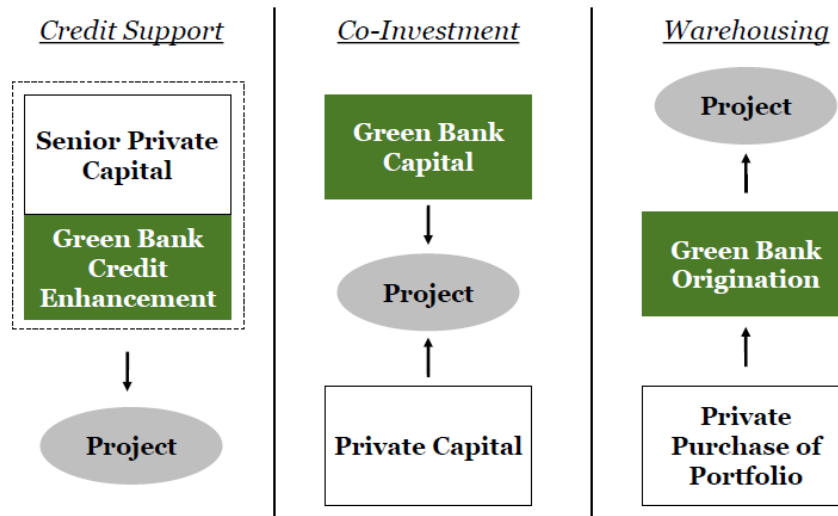 Credit Support
Senior Private
Capital
Green Bank
Credit
Enhancement
Project
Co-Investment
Green Bank
Capital
Project
Private Capital
Warehousing
Project
Green Bank
Origination
Private
Purchase of
Portfolio